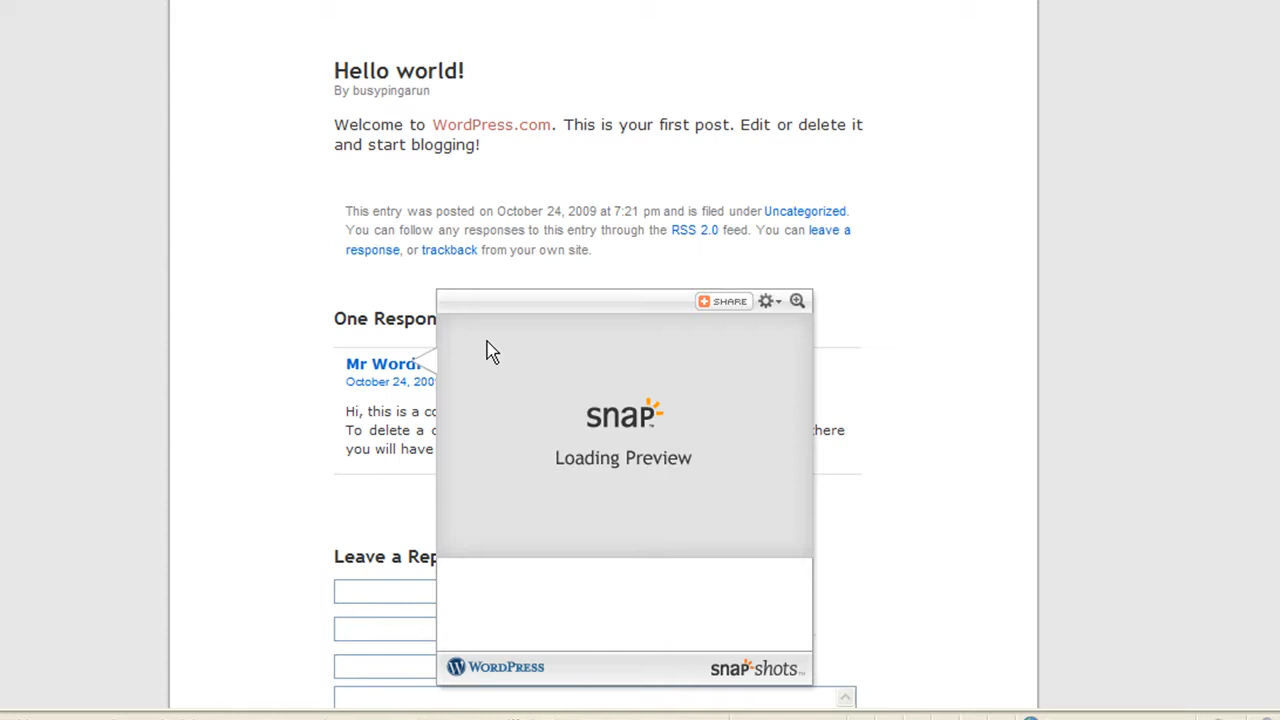 Hello world!
By busypingarun
Welcome to WordPress.com. This is your first post. Edit or delete it
and start blogging!
This entry was posted on October 24, 2009 at 7:21 pm and is filed under Uncategorized.
You can follow any responses to this entry through the RSS 2.0 feed. You can leave a
response, or trackback from your own site.
SHARE
One Respon
Mr Word
October 24, 200
Hi, this is a co
To delete a c there
you will have
snap
Loading Preview
Leave a Rep
WORDPRESS snap shots